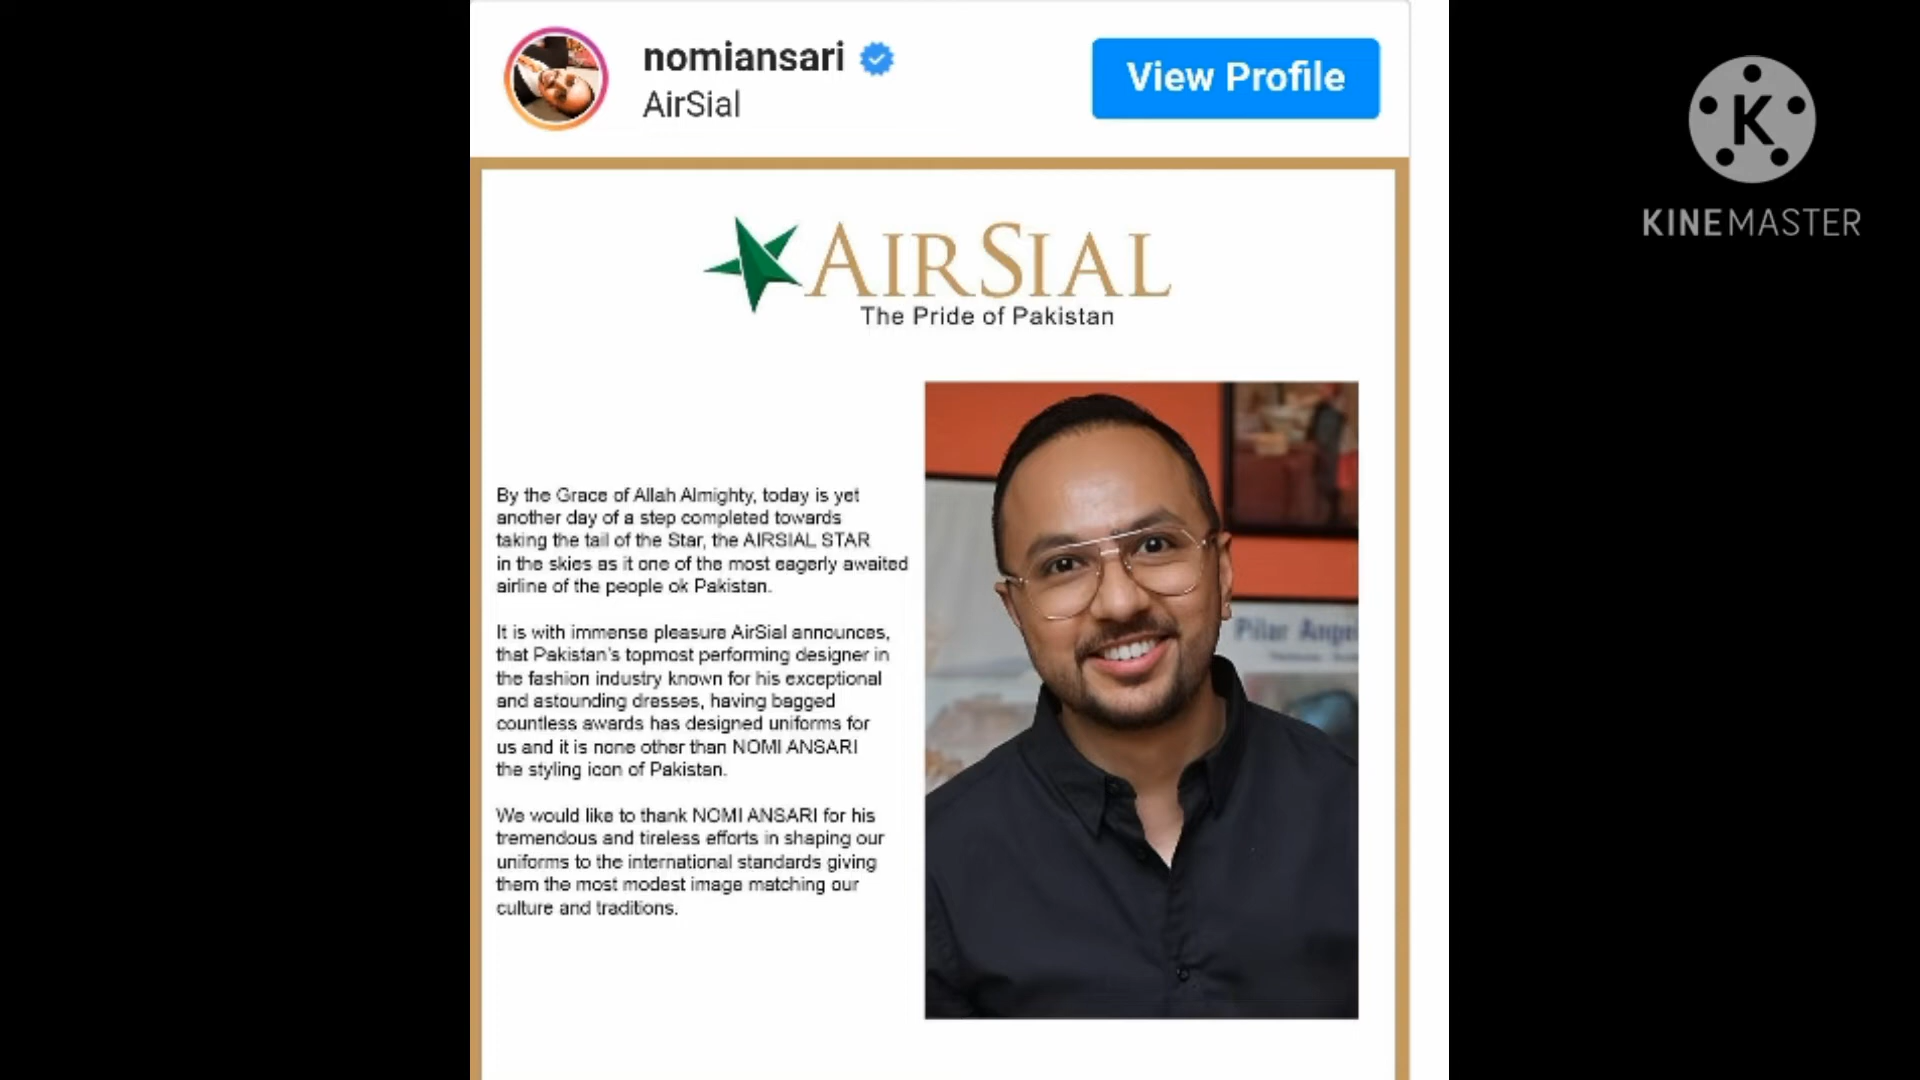 nomiansari
AirSial
View Profile
K
KINEMASTER
AIRSIAL
The Pride of Pakistan
By the Grace of Allah Almighty, today is yet
another day of a step completed towards
taking the tail of the Star, the AIRSIAL STAR
in the skies as it one of the most eagerly awaited
airline of the people ok Pakistan.
It is with immense pleasure AirSial announces,
that Pakistan's topmost performing designer in
the fashion industry known for his exceptional
and astounding dresses, having bagged
countless awards has designed uniforms for
us and it is none other than NOMI ANSARI
the styling icon of Pakistan.
We would like to thank NOMI ANSARI for his
tremendous and tireless efforts in shaping our
uniforms to the international standards giving
them the most modest image matching our
culture and traditions.
Pilar Angel